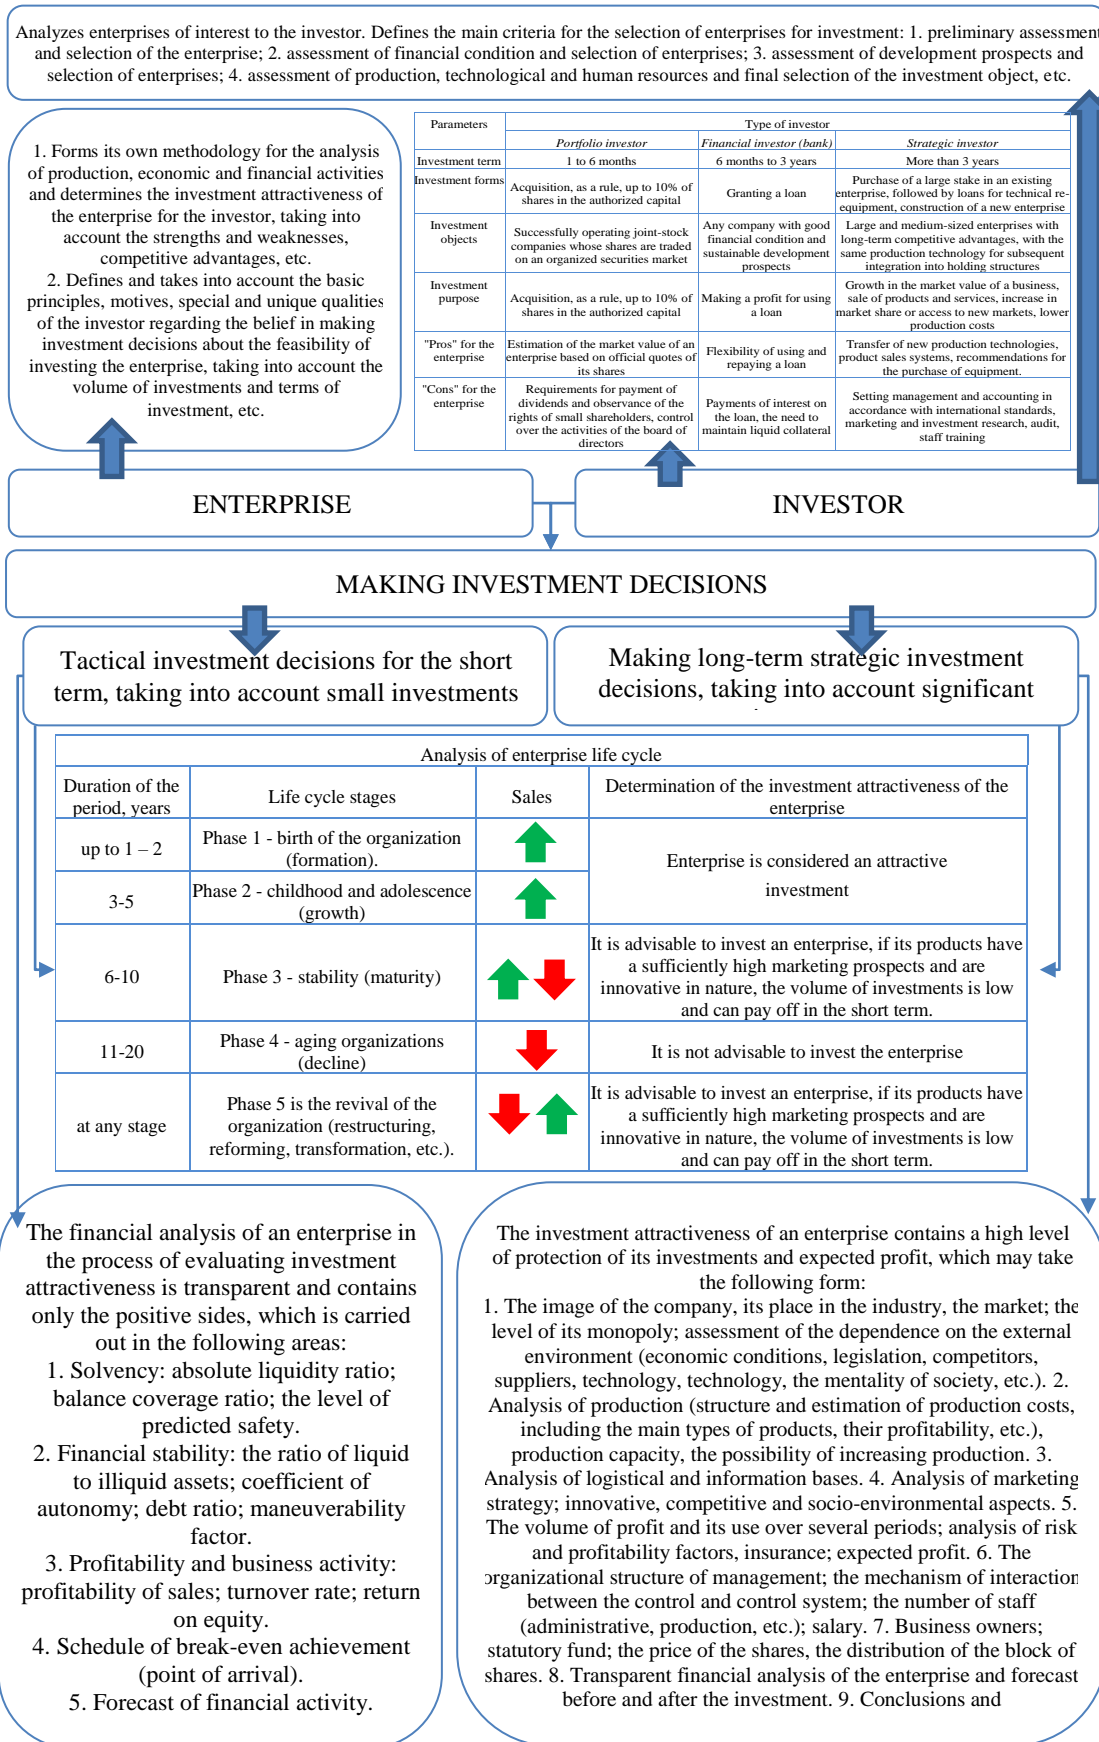 Analyzes enterprises of interest to the investor. Defines the main criteria for the selection of enterprises for investment: 1. preliminary assessment
and selection of the enterprise; 2. assessment of financial condition and selection of enterprises; 3. assessment of development prospects and
selection of enterprises; 4. assessment of production, technological and human resources and final selection of the investment object, etc.
1. Forms its own methodology for the analysis
of production, economic and financial activities
and determines the investment attractiveness of
the enterprise for the investor, taking into
account the strengths and weaknesses,
competitive advantages, etc.
2. Defines and takes into account the basic
principles, motives, special and unique qualities
of the investor regarding the belief in making
investment decisions about the feasibility of
investing the enterprise, taking into account the
volume of investments and terms of
investment, etc.
Parameters
Type of investor
Portfolio investor
Financial investor (bank)
Strategic investor
Investment term
1 to 6 months
6 months to 3 years
More than 3 years
Investment forms
Acquisition, as a rule, up to 10% of
shares in the authorized capital
Granting a loan
Purchase of a large stake in an existing
enterprise, followed by loans for technical re-
equipment, construction of a new enterprise
Investment
objects
Successfully operating joint-stock
companies whose shares are traded
on an organized securities market
Any company with good
financial condition and
sustainable development
prospects
Large and medium-sized enterprises with
long-term competitive advantages, with the
same production technology for subsequent
integration into holding structures
Investment
purpose
Acquisition, as a rule, up to 10% of
shares in the authorized capital
Making a profit for using
a loan
Growth in the market value of a business,
sale of products and services, increase in
market share or access to new markets, lower
production costs
"Pros" for the
enterprise
Estimation of the market value of an
enterprise based on official quotes of
its shares
Flexibility of using and
repaying a loan
Transfer of new production technologies,
product sales systems, recommendations for
the purchase of equipment.
"Cons" for the
enterprise
Requirements for payment of
dividends and observance of the
rights of small shareholders, control
over the activities of the board of
directors
Payments of interest on
the loan, the need to
maintain liquid collateral
Setting management and accounting in
accordance with international standards,
marketing and investment research, audit,
staff training
ENTERPRISE
INVESTOR
MAKING INVESTMENT DECISIONS
Tactical investment decisions for the short
term, taking into account small investments
Making long-term strategic investment
decisions, taking into account significant
Analysis of enterprise life cycle
Duration of the
period, years
Life cycle stages
Sales
Determination of the investment attractiveness of the
enterprise
up to 1 – 2
Phase 1 - birth of the organization
(formation).
Enterprise is considered an attractive
investment
3-5
Phase 2 - childhood and adolescence
(growth)
6-10
Phase 3 - stability (maturity)
It is advisable to invest an enterprise, if its products have
a sufficiently high marketing prospects and are
innovative in nature, the volume of investments is low
and can pay off in the short term.
11-20
Phase 4 - aging organizations
(decline)
It is not advisable to invest the enterprise
at any stage
Phase 5 is the revival of the
organization (restructuring,
reforming, transformation, etc.).
It is advisable to invest an enterprise, if its products have
a sufficiently high marketing prospects and are
innovative in nature, the volume of investments is low
and can pay off in the short term.
The financial analysis of an enterprise in
the process of evaluating investment
attractiveness is transparent and contains
only the positive sides, which is carried
out in the following areas:
1. Solvency: absolute liquidity ratio;
balance coverage ratio; the level of
predicted safety.
2. Financial stability: the ratio of liquid
to illiquid assets; coefficient of
autonomy; debt ratio; maneuverability
factor.
3. Profitability and business activity:
profitability of sales; turnover rate; return
on equity.
4. Schedule of break-even achievement
(point of arrival).
5. Forecast of financial activity.
The investment attractiveness of an enterprise contains a high level
of protection of its investments and expected profit, which may take
the following form:
1. The image of the company, its place in the industry, the market; the
level of its monopoly; assessment of the dependence on the external
environment (economic conditions, legislation, competitors,
suppliers, technology, technology, the mentality of society, etc.). 2.
Analysis of production (structure and estimation of production costs,
including the main types of products, their profitability, etc.),
production capacity, the possibility of increasing production. 3.
Analysis of logistical and information bases. 4. Analysis of marketing
strategy; innovative, competitive and socio-environmental aspects. 5.
The volume of profit and its use over several periods; analysis of risk
and profitability factors, insurance; expected profit. 6. The
organizational structure of management; the mechanism of interaction
between the control and control system; the number of staff
(administrative, production, etc.); salary. 7. Business owners;
statutory fund; the price of the shares, the distribution of the block of
shares. 8. Transparent financial analysis of the enterprise and forecast
before and after the investment. 9. Conclusions and